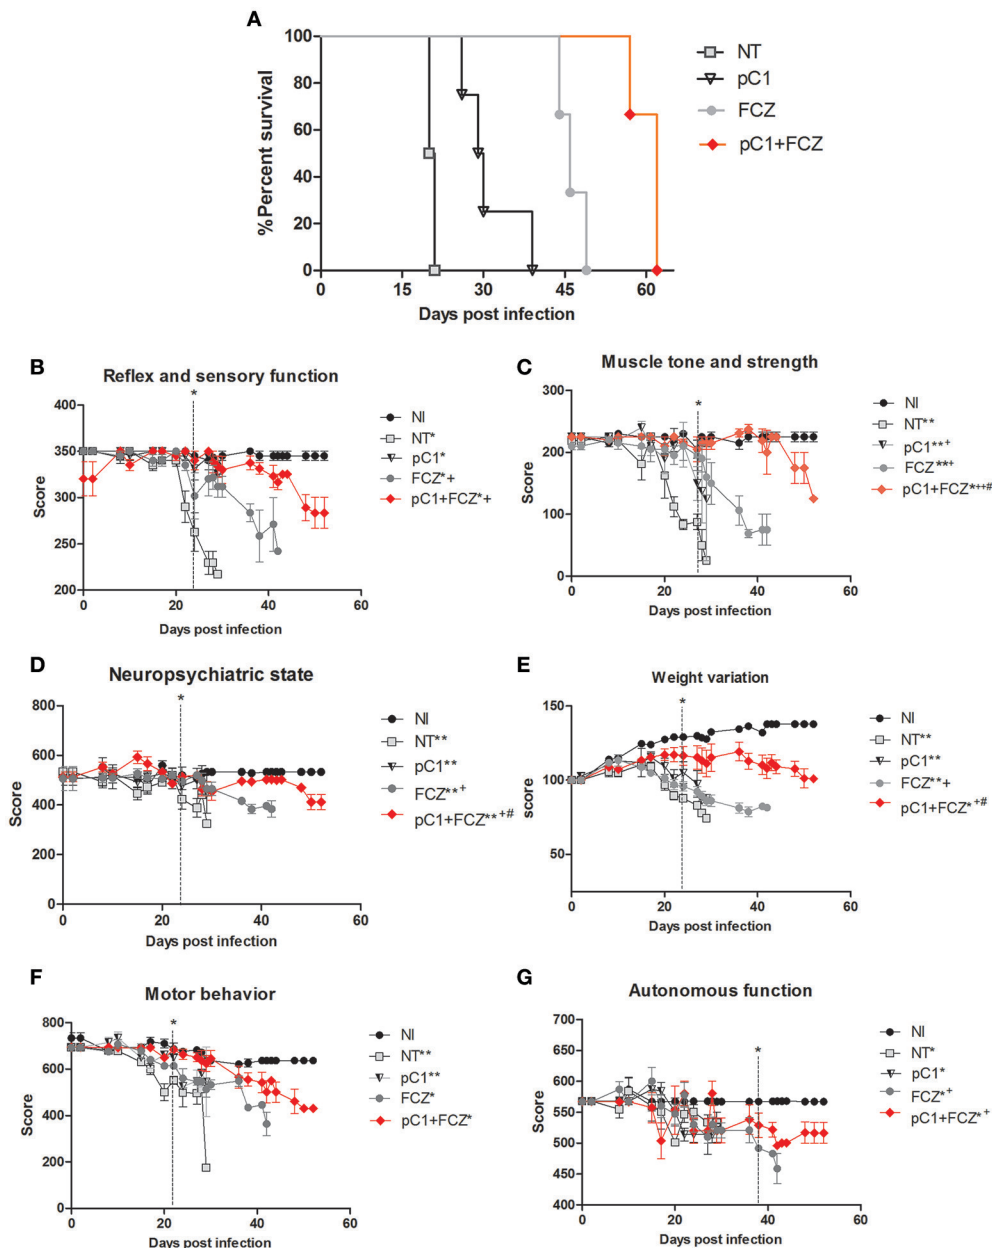 A
100
80
60
40
20
0
%Percent survival
0 15 30 45 60
Days post infection
NT
pC1
FCZ
pC1+FCZ
B
Reflex and sensory function
*
400
350
300
250
200
Score
0 20 40 60
Days post infection
NI
NT*
pC1*
FCZ*+
pC1+FCZ*+
C
Muscle tone and strength
*
300
200
100
0
Score
0 20 40 60
Days post infection
NI
NT**
pC1**+
FCZ**+
pC1+FCZ*++#
D
Neuropsychiatric state
*
800
600
400
200
0
Score
0 20 40 60
Days post infection
NI
NT**
pC1**
FCZ**+
pC1+FCZ**+#
E
Weight variation
*
150
100
50
score
0 20 40 60
Days post infection
NI
NT**
pC1**
FCZ**+
pC1+FCZ*+#
F
Motor behavior
*
800
600
400
200
0
Score
0 20 40 60
Days post infection
NI
NT**
pC1**
FCZ*
pC1+FCZ*
G
Autonomous function
*
700
650
600
550
500
450
400
Score
0 20 40 60
Days post infection
NI
NT*
pC1*
FCZ*+
pC1+FCZ*+